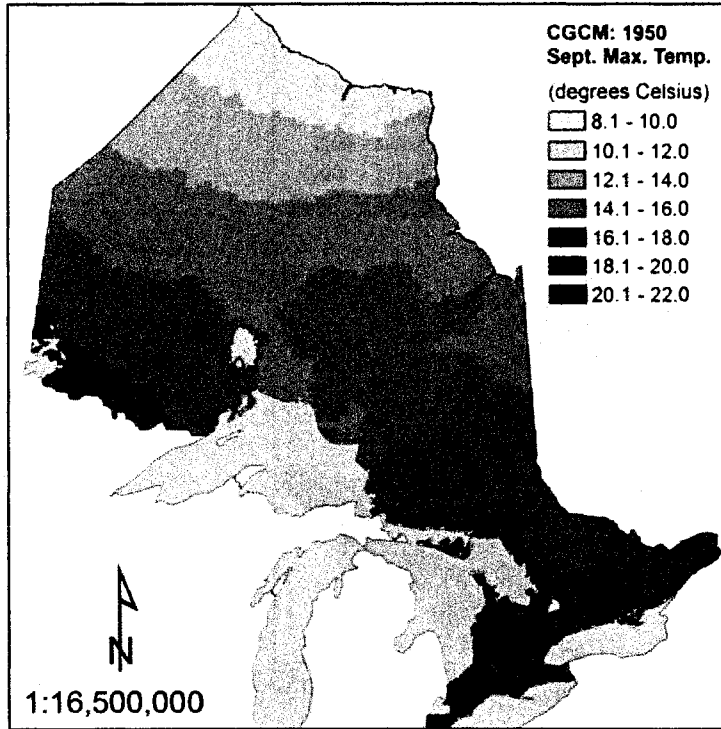 CGCM: 1950
Sept. Max. Temp.
(degrees Celsius)
8.1 - 10.0
10.1 - 12.0
12.1 - 14.0
14.1 - 16.0
16.1 - 18.0
18.1 - 20.0
20.1 - 22.0
N
1:16,500,000